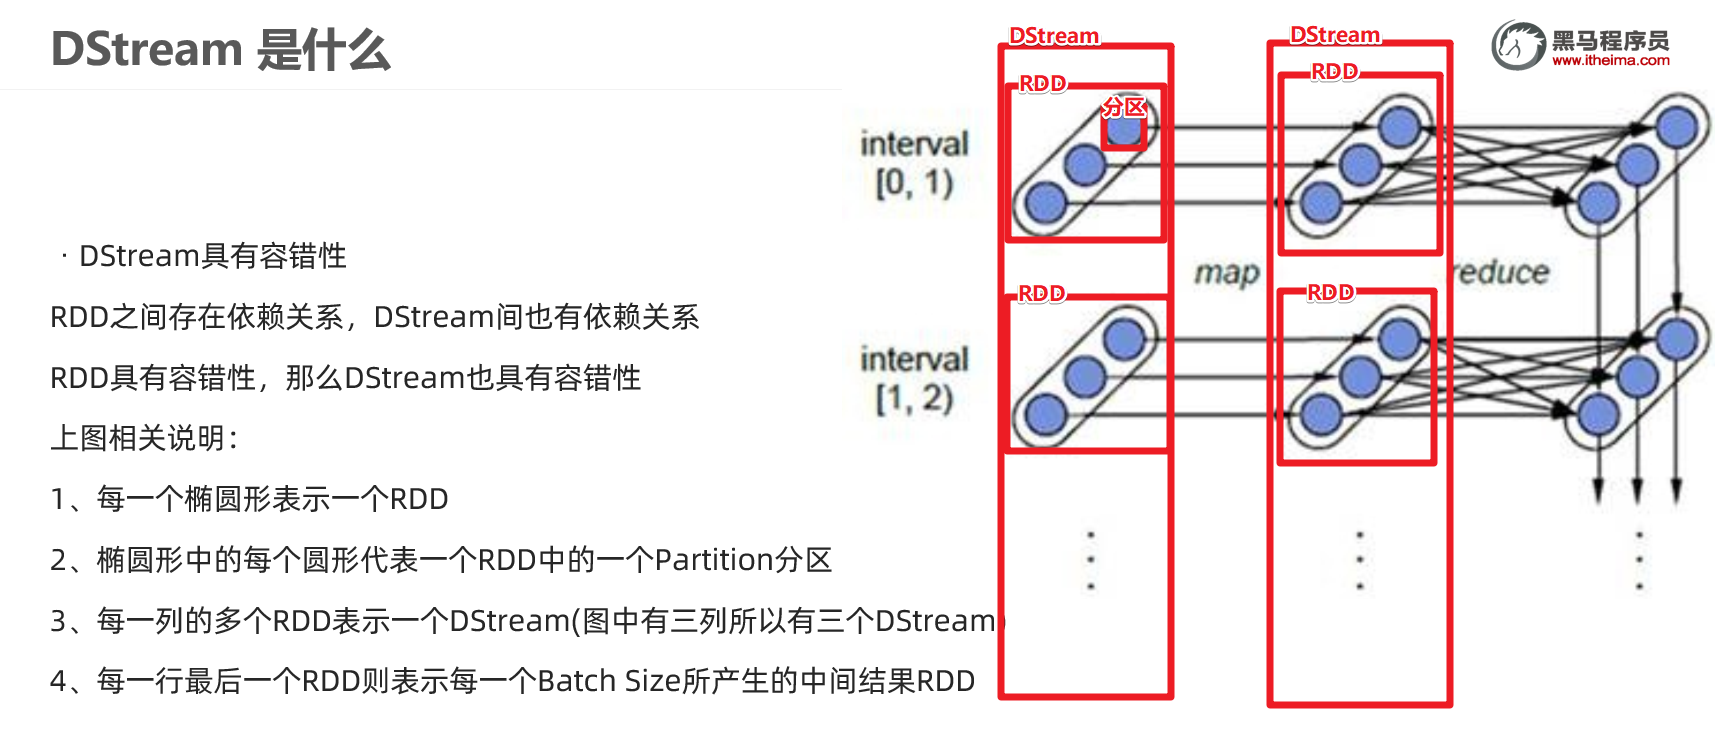 DStream 是什么
黑马程序员
www.itheima.com
· DStream具有容错性
RDD之间存在依赖关系，DStream间也有依赖关系
RDD具有容错性，那么DStream也具有容错性
上图相关说明：
1、每一个椭圆形表示一个RDD
2、椭圆形中的每个圆形代表一个RDD中的一个Partition分区
3、每一列的多个RDD表示一个DStream(图中有三列所以有三个DStream)
4、每一行最后一个RDD则表示每一个Batch Size所产生的中间结果RDD
DStream
DStream
RDD
RDD
分区
interval
[0, 1)
map
reduce
RDD
RDD
interval
[1, 2)